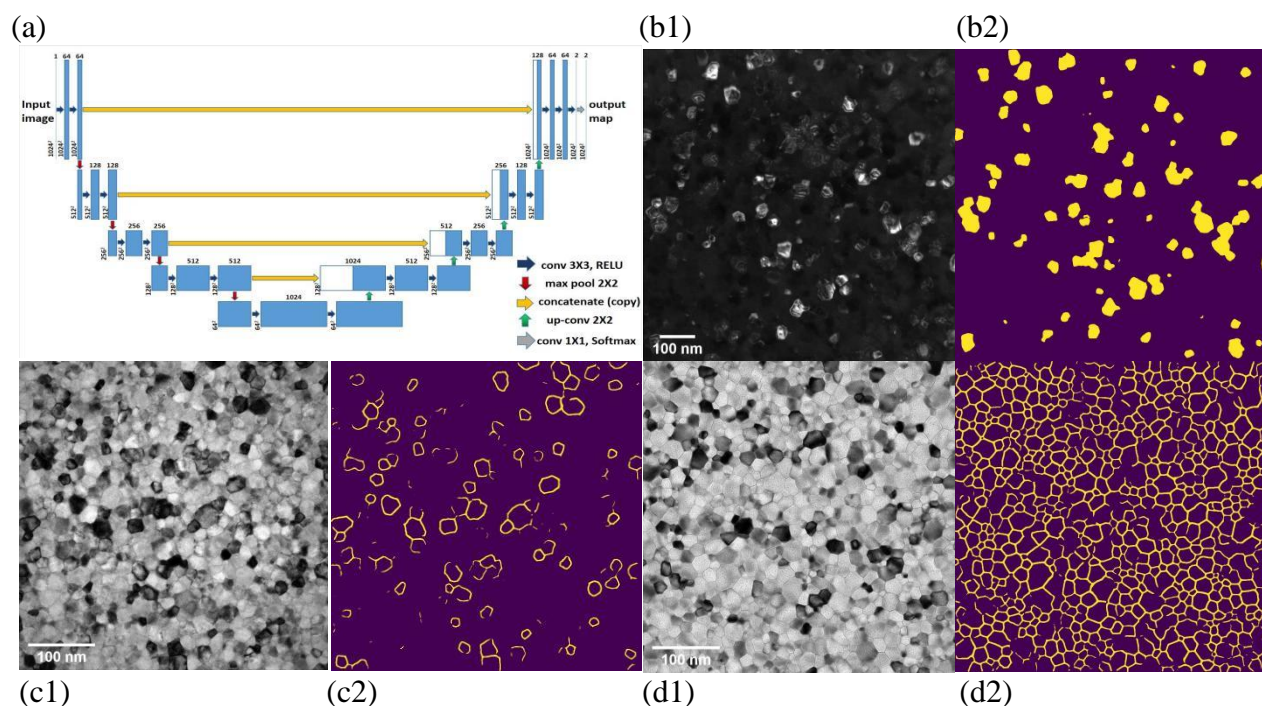 (a)
(b1)
(b2)
1 64 64
128 64 64 2 2
Input
image
output
map
1024² 1024² 1024²
1024² 1024² 1024² 1024² 1024²
128 128
256 128
512² 512² 512²
512² 512² 512²
256 256
512 256
256² 256² 256²
256² 256² 256²
512 512
1024 512
128² 128² 128²
128² 128² 128²
1024
64² 64² 64²
conv 3X3, RELU
max pool 2X2
concatenate (copy)
up-conv 2X2
conv 1X1, Softmax
100 nm
100 nm
100 nm
(c1)
(c2)
(d1)
(d2)